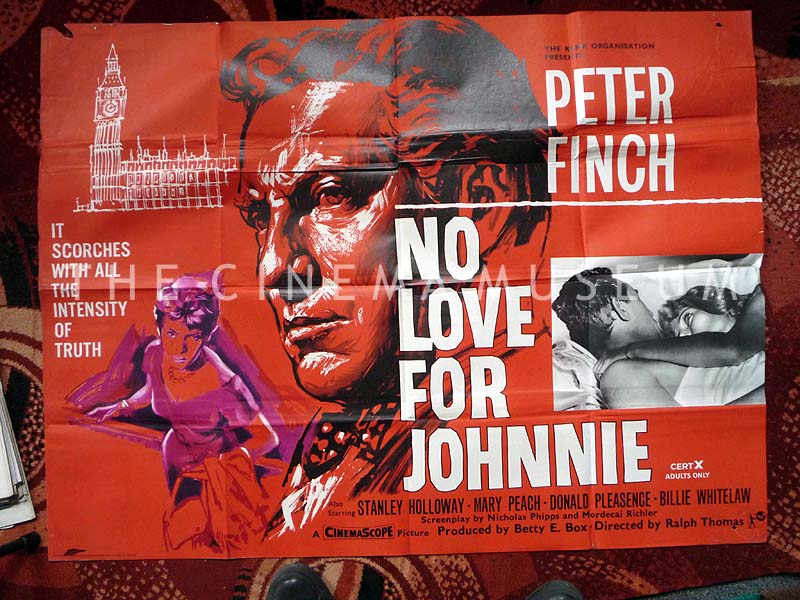 THE RANK ORGANISATION
PRESENTS
PETER
FINCH
IT
SCORCHES
WITH ALL
THE
INTENSITY
OF
TRUTH
THE CINEMA MUSEUM
NO
LOVE
FOR
JOHNNIE
CERT X
ADULTS ONLY
Also
Starring STANLEY HOLLOWAY · MARY PEACH · DONALD PLEASENCE · BILLIE WHITELAW
Screenplay by Nicholas Phipps and Mordecai Richler
A CINEMASCOPE Picture Produced by Betty E. Box · Directed by Ralph Thomas